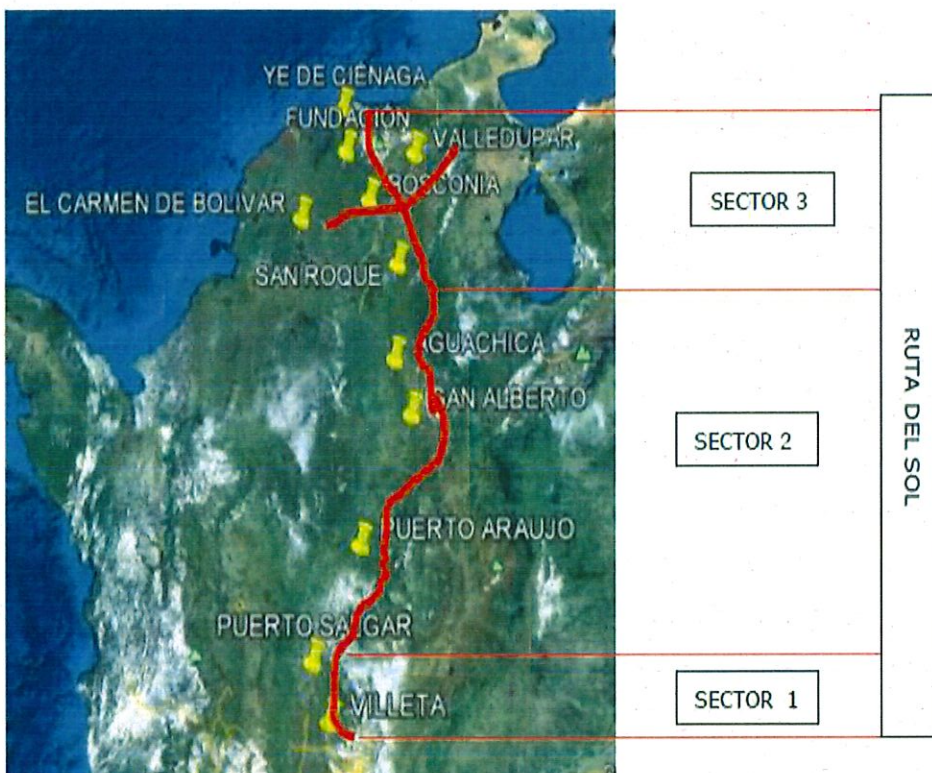 YE DE CIÉNAGA
FUNDACIÓN
VALLEDUPAR
BOSCONIA
EL CARMEN DE BOLIVAR
SAN ROQUE
AGUACHICA
SAN ALBERTO
PUERTO ARAUJO
PUERTO SALGAR
VILLETA
SECTOR 3
SECTOR 2
SECTOR 1
RUTA DEL SOL